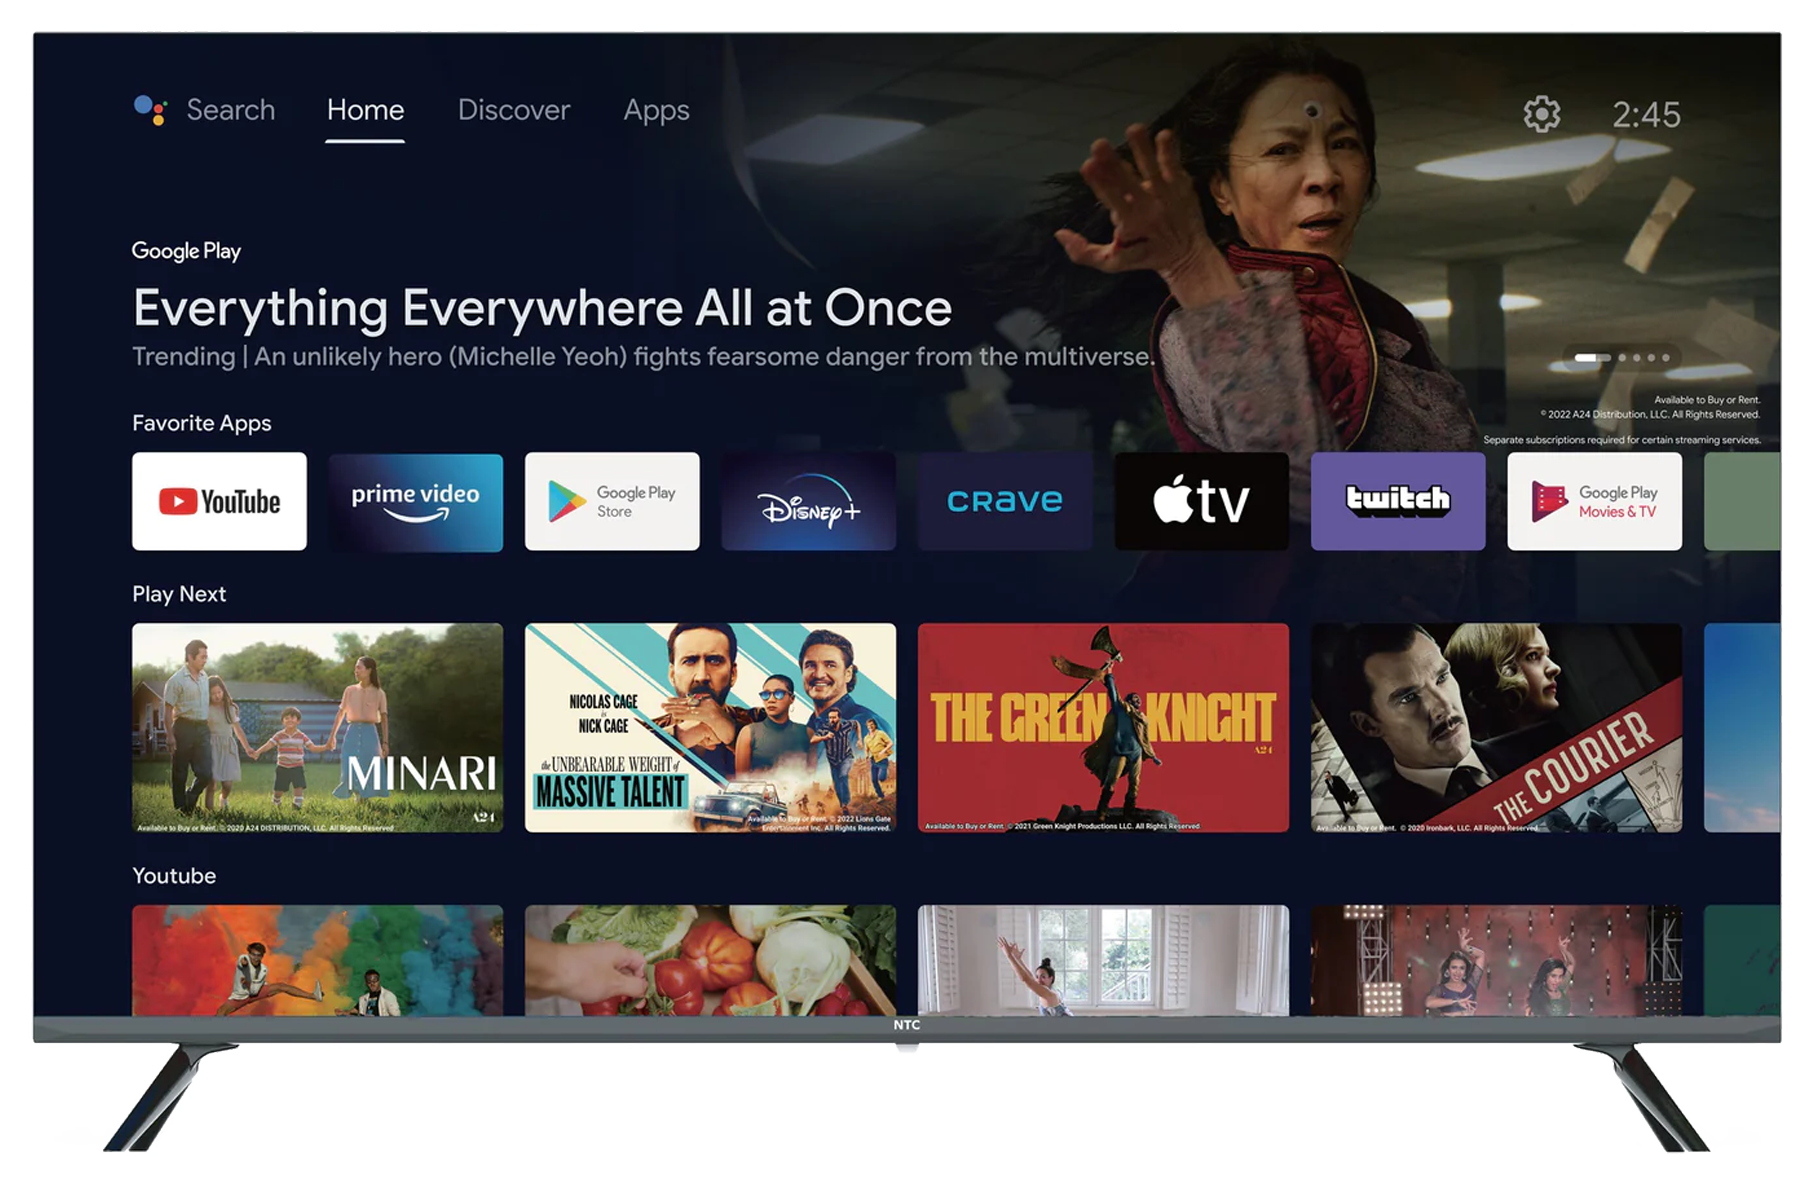 Search
Home
Discover
Apps
2:45
Google Play
Everything Everywhere All at Once
Trending | An unlikely hero (Michelle Yeoh) fights fearsome danger from the multiverse.
Available to Buy or Rent.
© 2022 A24 Distribution, LLC. All Rights Reserved.
Separate subscriptions required for certain streaming services.
Favorite Apps
YouTube
prime video
Google Play
Store
Disney+
crave
tv
twitch
Google Play
Movies & TV
Play Next
MINARI
A24
Available to Buy or Rent. © 2020 A24 DISTRIBUTION, LLC. All Rights Reserved
NICOLAS CAGE
is
NICK CAGE
the UNBEARABLE WEIGHT of
MASSIVE TALENT
Available to Buy or Rent. © 2022 Lions Gate
Entertainment Inc. All Rights Reserved.
THE GREEN KNIGHT
A24
Available to Buy or Rent. © 2021 Green Knight Productions LLC. All Rights Reserved
THE COURIER
Available to Buy or Rent. © 2020 Ironbark, LLC. All Rights Reserved
Youtube
NTC